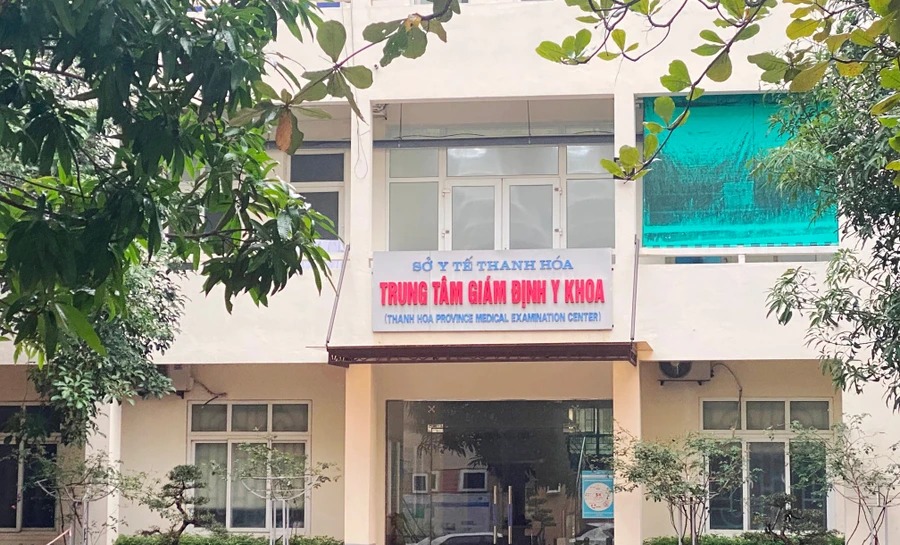 SỞ Y TẾ THANH HÓA
TRUNG TÂM GIÁM ĐỊNH Y KHOA
(THANH HOA PROVINCE MEDICAL EXAMINATION CENTER)